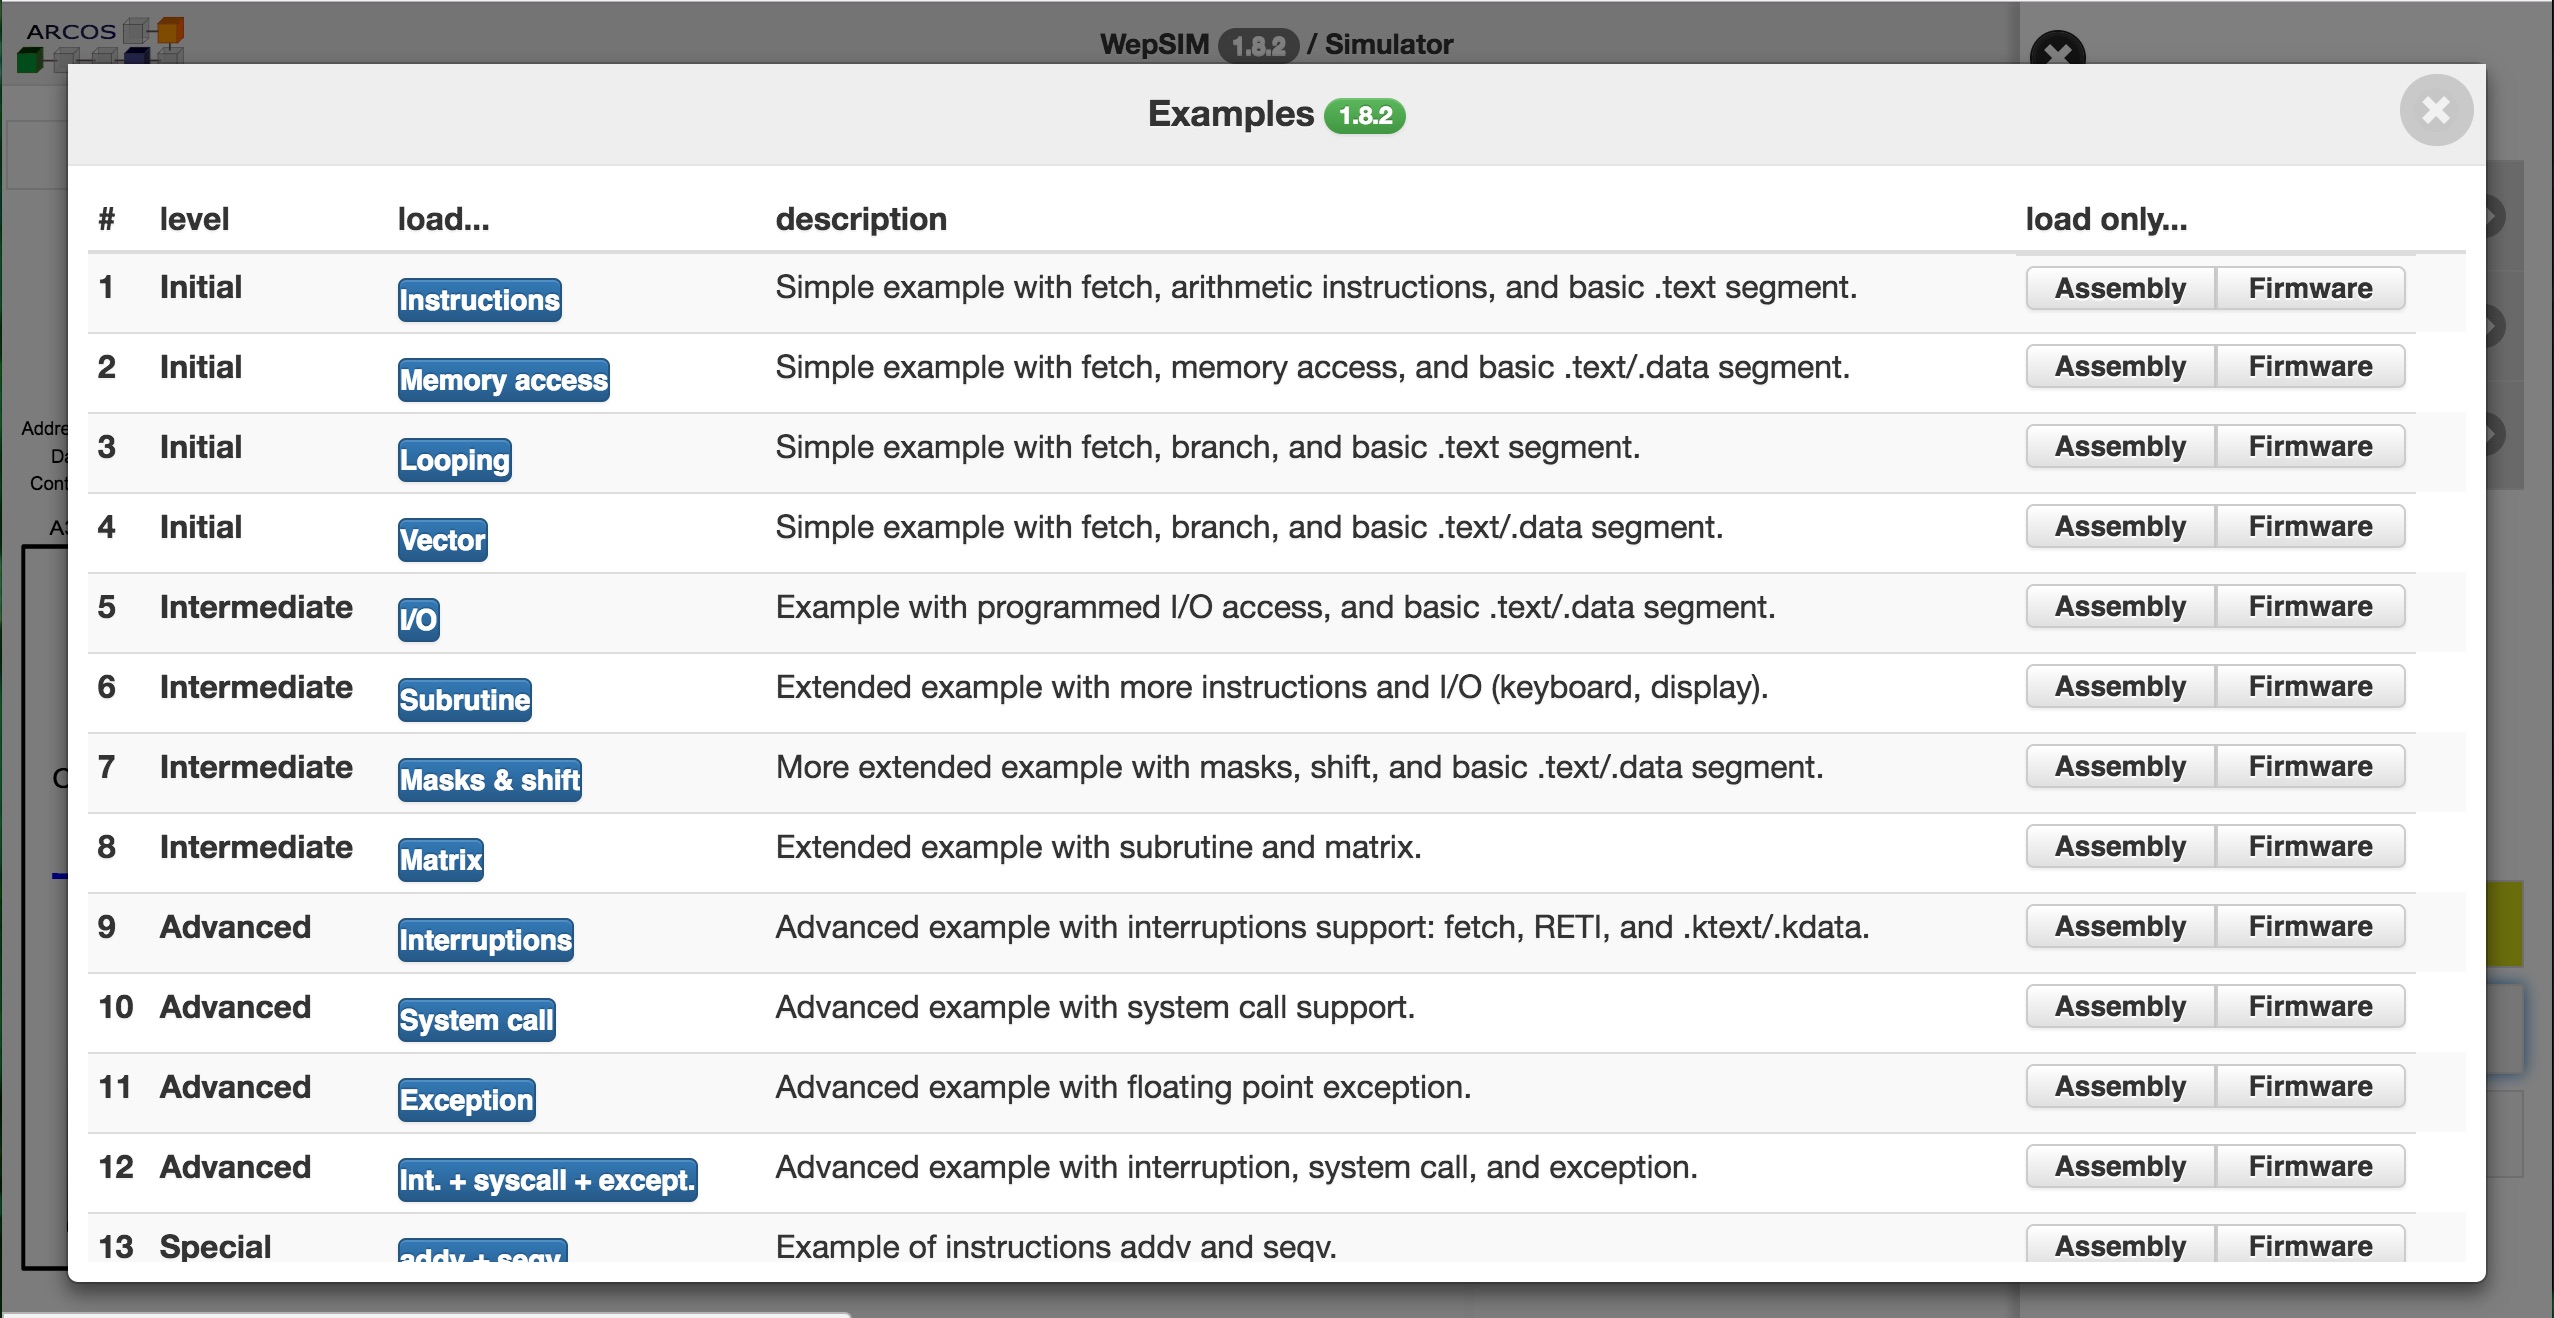 ARCOS
WepSIM 1.8.2 / Simulator
Examples 1.8.2
# level load... description load only...
1 Initial Instructions Simple example with fetch, arithmetic instructions, and basic .text segment. Assembly Firmware
2 Initial Memory access Simple example with fetch, memory access, and basic .text/.data segment. Assembly Firmware
Addre
3 Initial Looping Simple example with fetch, branch, and basic .text segment. Assembly Firmware
Da
Cont
4 Initial Vector Simple example with fetch, branch, and basic .text/.data segment. Assembly Firmware
5 Intermediate I/O Example with programmed I/O access, and basic .text/.data segment. Assembly Firmware
6 Intermediate Subrutine Extended example with more instructions and I/O (keyboard, display). Assembly Firmware
7 Intermediate Masks & shift More extended example with masks, shift, and basic .text/.data segment. Assembly Firmware
8 Intermediate Matrix Extended example with subrutine and matrix. Assembly Firmware
9 Advanced Interruptions Advanced example with interruptions support: fetch, RETI, and .ktext/.kdata. Assembly Firmware
10 Advanced System call Advanced example with system call support. Assembly Firmware
11 Advanced Exception Advanced example with floating point exception. Assembly Firmware
12 Advanced Int. + syscall + except. Advanced example with interruption, system call, and exception. Assembly Firmware
13 Special addv + seqv Example of instructions addv and seqv. Assembly Firmware